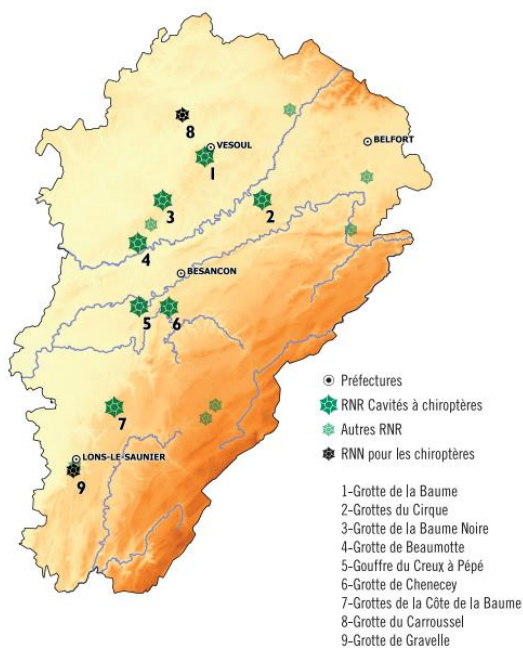 8
VESOUL
BELFORT
1
3
2
4
BESANCON
5
6
7
LONS-LE-SAUNIER
9
Préfectures
RNR Cavités à chiroptères
Autres RNR
RNN pour les chiroptères
1-Grotte de la Baume
2-Grottes du Cirque
3-Grotte de la Baume Noire
4-Grotte de Beaumotte
5-Gouffre du Creux à Pépé
6-Grotte de Chenecey
7-Grottes de la Côte de la Baume
8-Grotte du Carroussel
9-Grotte de Gravelle